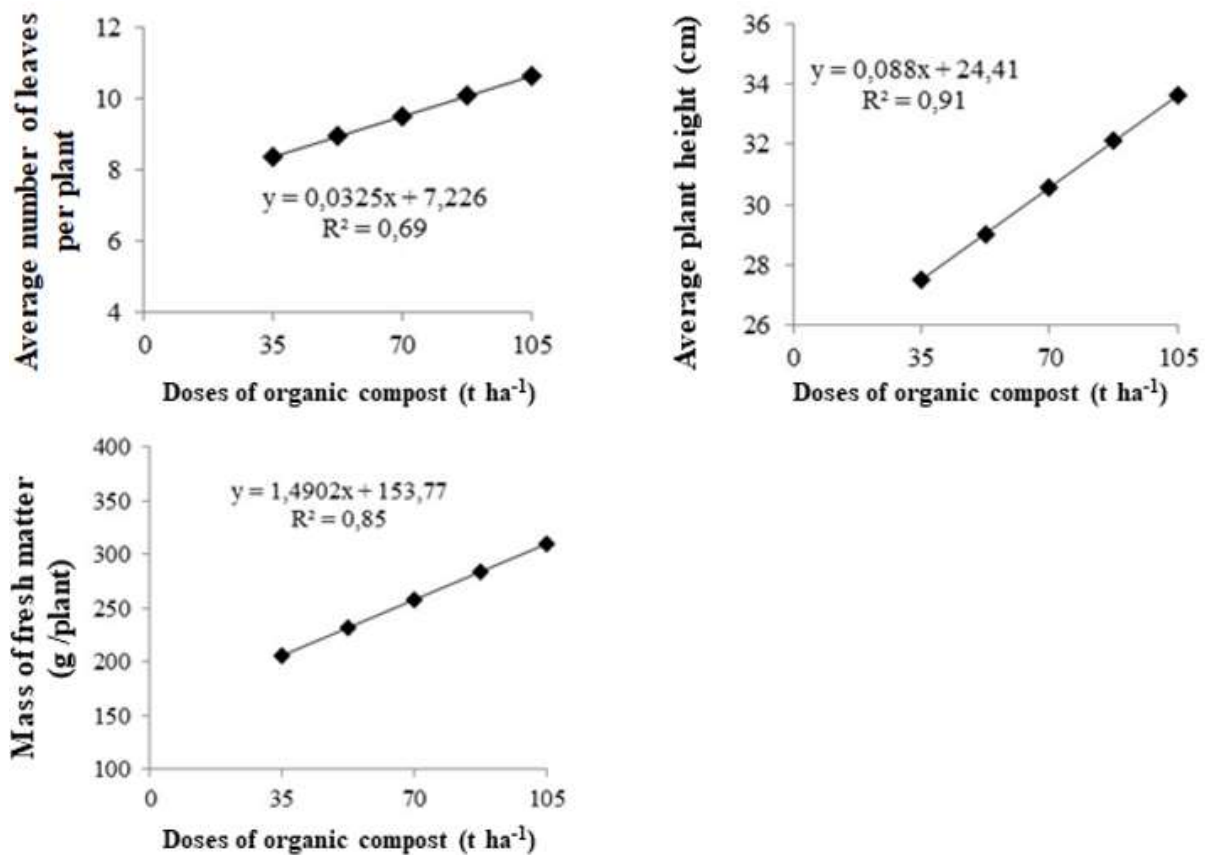 Average number of leaves
per plant
12
10
8
6
4
y = 0,0325x + 7,226
R² = 0,69
0 35 70 105
Doses of organic compost (t ha⁻¹)
Average plant height (cm)
36
34
32
30
28
26
y = 0,088x + 24,41
R² = 0,91
0 35 70 105
Doses of organic compost (t ha⁻¹)
Mass of fresh matter
(g /plant)
400
350
300
250
200
150
100
y = 1,4902x + 153,77
R² = 0,85
0 35 70 105
Doses of organic compost (t ha⁻¹)